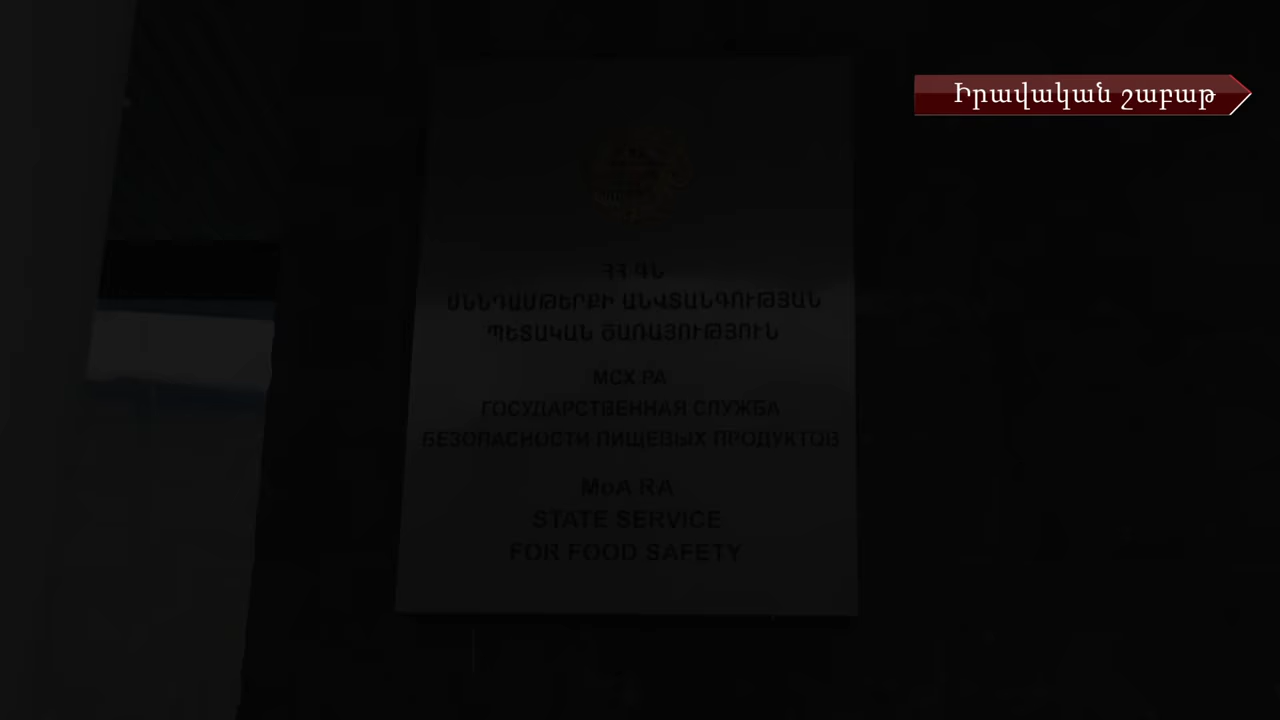 Իրավական շաբաթ
ՀՀ ԳՆ
ՍՆՆԴԱՄԹԵՐՔԻ ԱՆՎՏԱՆԳՈՒԹՅԱՆ
ՊԵՏԱԿԱՆ ԾԱՌԱՅՈՒԹՅՈՒՆ
МСХ РА
ГОСУДАРСТВЕННАЯ СЛУЖБА
БЕЗОПАСНОСТИ ПИЩЕВЫХ ПРОДУКТОВ
MoA RA
STATE SERVICE
FOR FOOD SAFETY